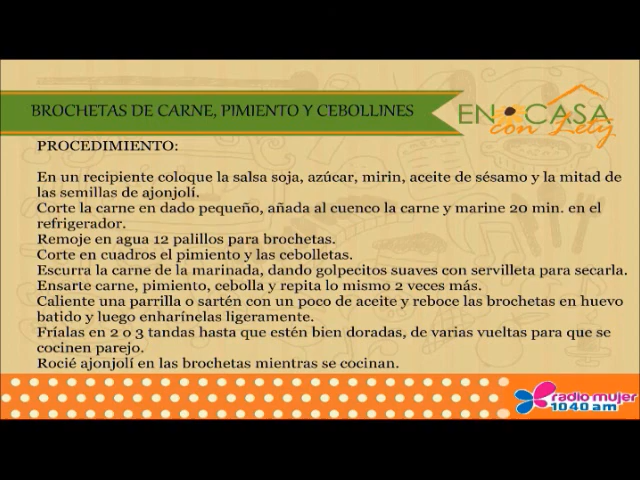 BROCHETAS DE CARNE, PIMIENTO Y CEBOLLINES
EN CASA
con Lety
PROCEDIMIENTO:
En un recipiente coloque la salsa soja, azúcar, mirin, aceite de sésamo y la mitad de
las semillas de ajonjolí.
Corte la carne en dado pequeño, añada al cuenco la carne y marine 20 min. en el
refrigerador.
Remoje en agua 12 palillos para brochetas.
Corte en cuadros el pimiento y las cebolletas.
Escurra la carne de la marinada, dando golpecitos suaves con servilleta para secarla.
Ensarte carne, pimiento, cebolla y repita lo mismo 2 veces más.
Caliente una parrilla o sartén con un poco de aceite y reboce las brochetas en huevo
batido y luego enharínelas ligeramente.
Fríalas en 2 o 3 tandas hasta que estén bien doradas, de varias vueltas para que se
cocinen parejo.
Rocié ajonjolí en las brochetas mientras se cocinan.
radio mujer
1040 am